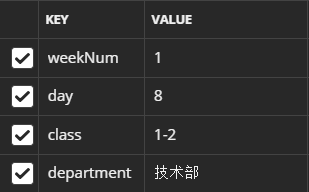 KEY VALUE
weekNum 1
day 8
class 1-2
department 技术部